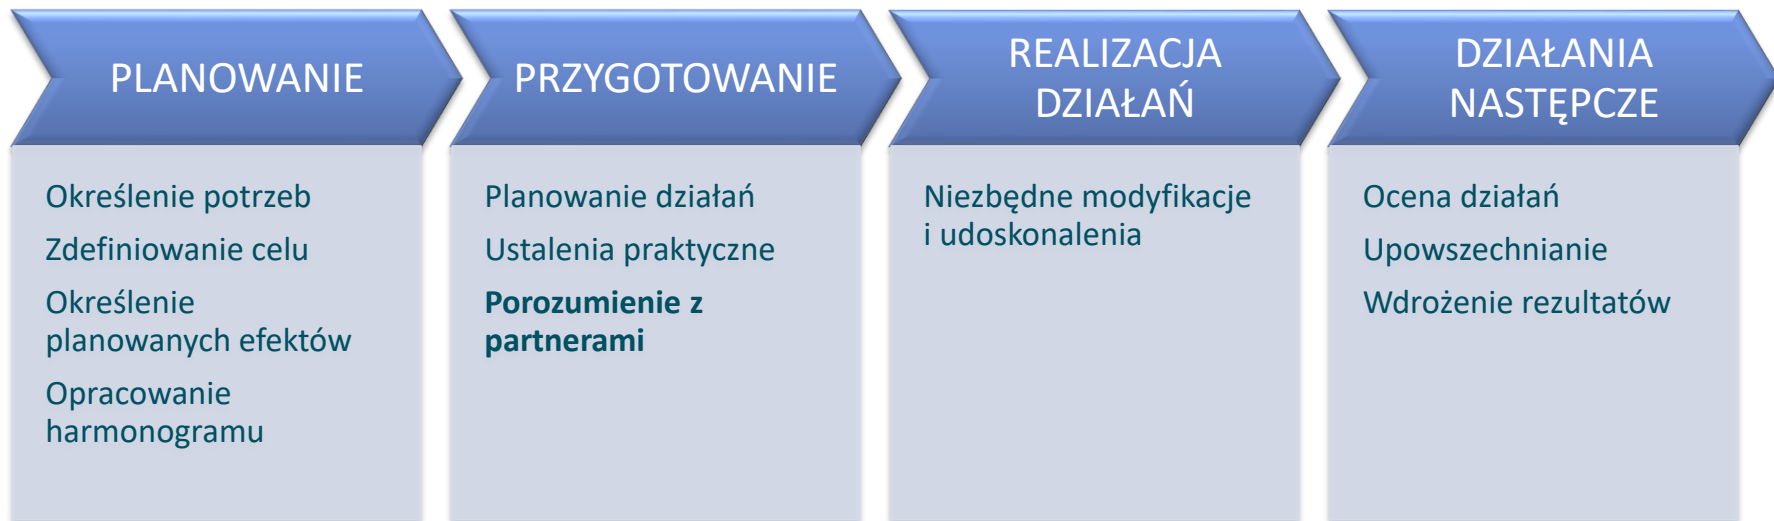 PLANOWANIE
Określenie potrzeb
Zdefiniowanie celu
Określenie
planowanych efektów
Opracowanie
harmonogramu
PRZYGOTOWANIE
Planowanie działań
Ustalenia praktyczne
Porozumienie z
partnerami
REALIZACJA
DZIAŁAŃ
Niezbędne modyfikacje
i udoskonalenia
DZIAŁANIA
NASTĘPCZE
Ocena działań
Upowszechnianie
Wdrożenie rezultatów